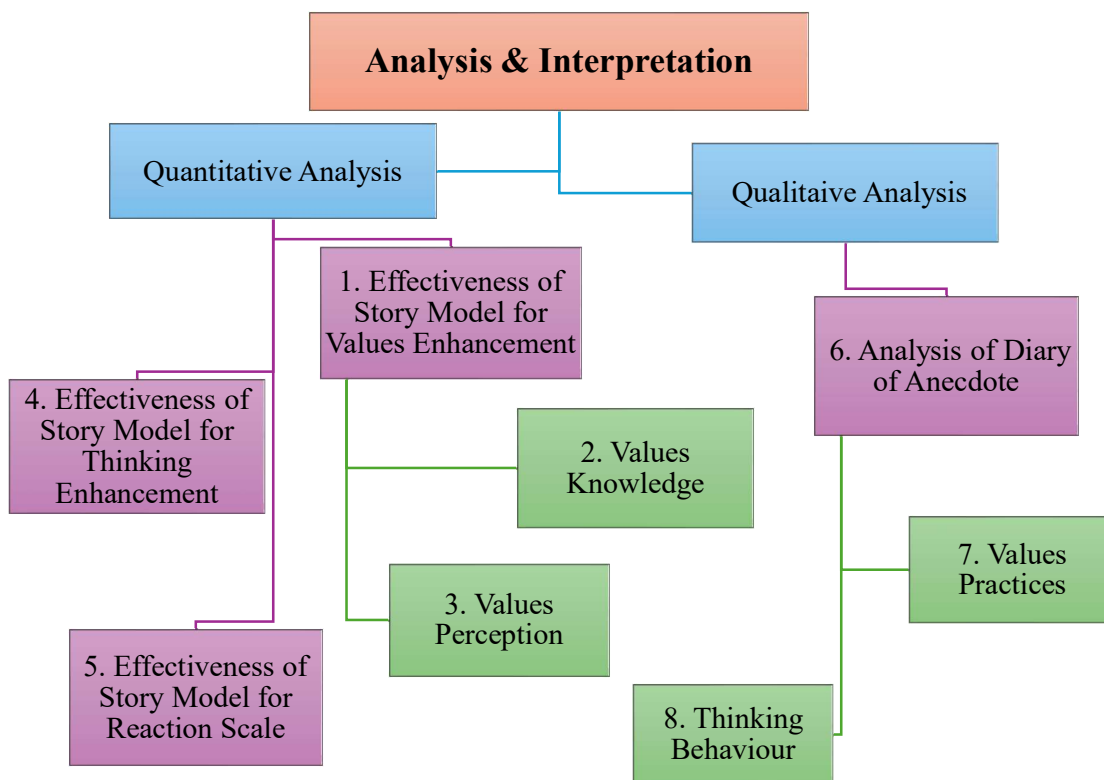 Analysis & Interpretation
Quantitative Analysis
Qualitaive Analysis
1. Effectiveness of
Story Model for
Values Enhancement
6. Analysis of Diary
of Anecdote
4. Effectiveness of
Story Model for
Thinking
Enhancement
2. Values
Knowledge
7. Values
Practices
3. Values
Perception
5. Effectiveness of
Story Model for
Reaction Scale
8. Thinking
Behaviour